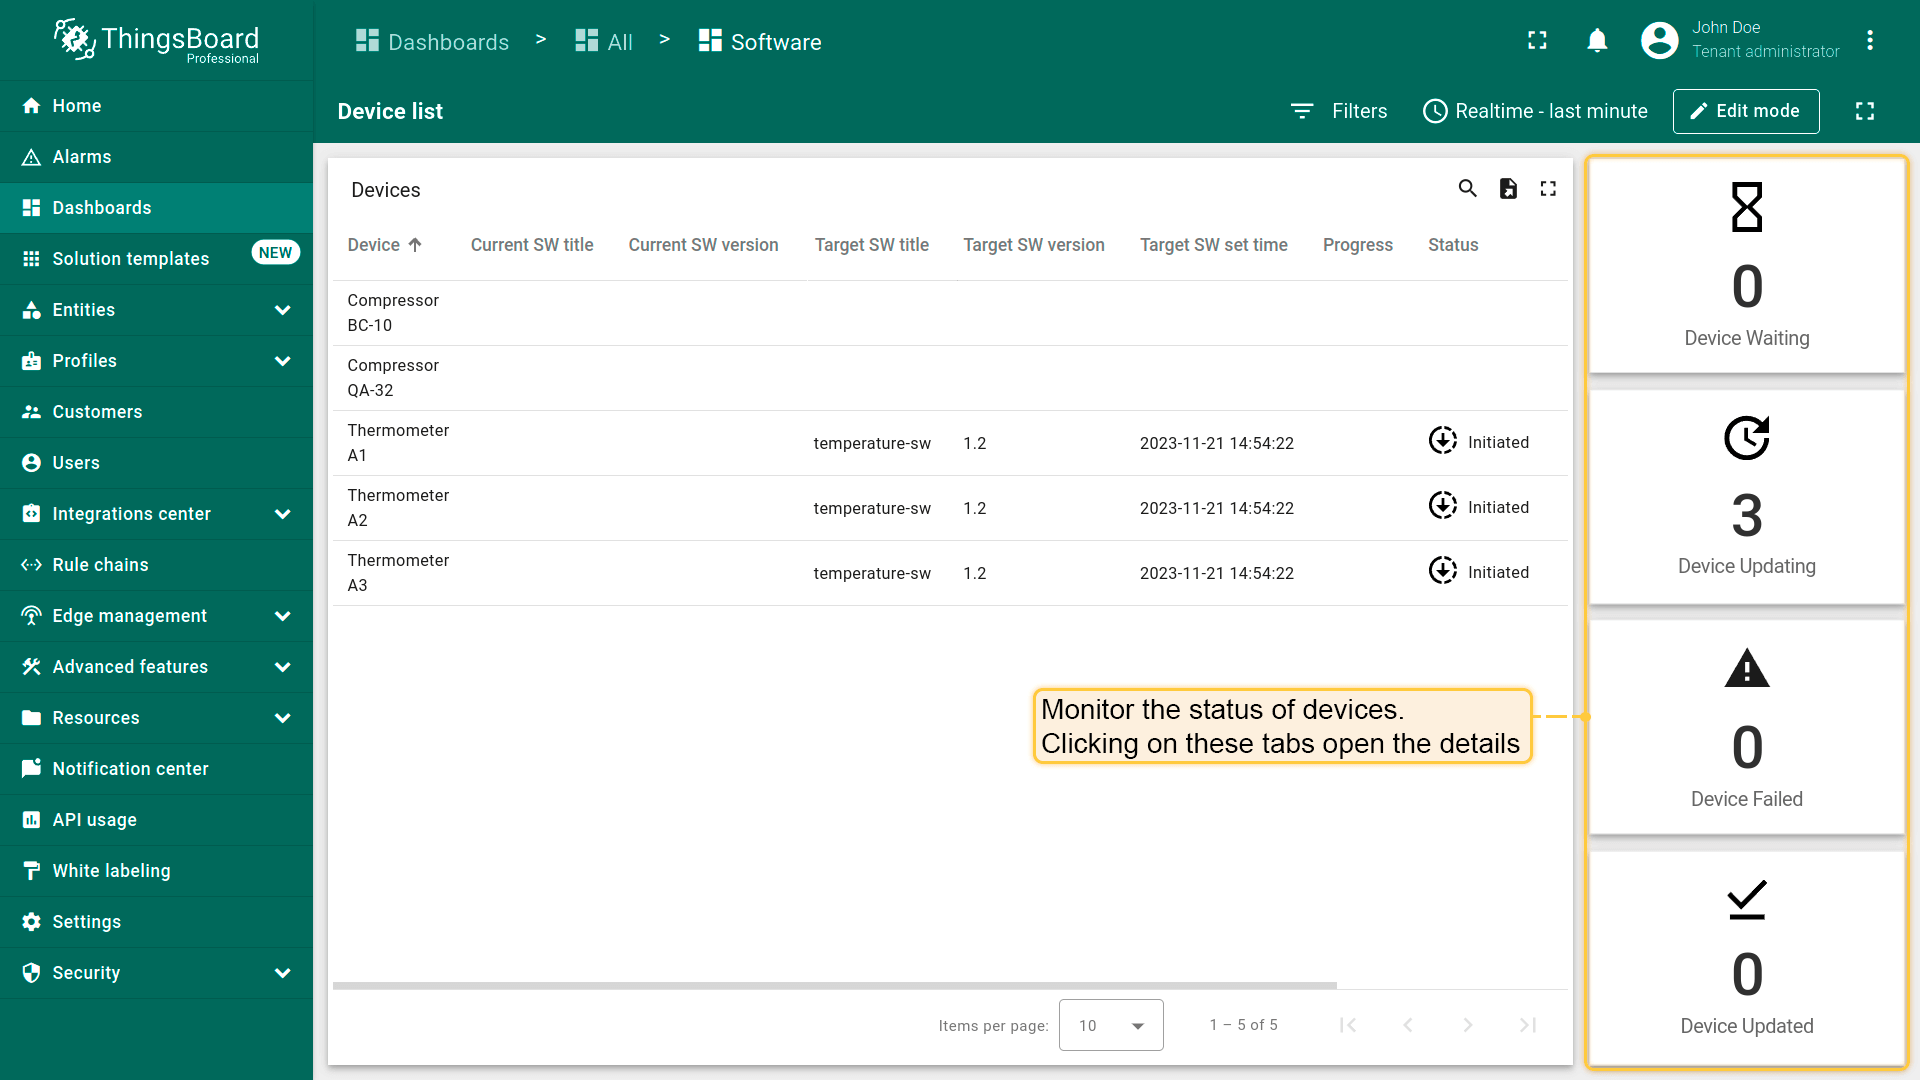 ThingsBoard
Professional
Dashboards > All > Software
John Doe
Tenant administrator
Home
Alarms
Dashboards
Solution templates NEW
Entities
Profiles
Customers
Users
Integrations center
Rule chains
Edge management
Advanced features
Resources
Notification center
API usage
White labeling
Settings
Security
Device list
Filters
Realtime - last minute
Edit mode
Devices
Device Current SW title Current SW version Target SW title Target SW version Target SW set time Progress Status
Compressor
BC-10
Compressor
QA-32
Thermometer
A1
temperature-sw 1.2 2023-11-21 14:54:22 Initiated
Thermometer
A2
temperature-sw 1.2 2023-11-21 14:54:22 Initiated
Thermometer
A3
temperature-sw 1.2 2023-11-21 14:54:22 Initiated
Monitor the status of devices.
Clicking on these tabs open the details
Items per page: 10 1 – 5 of 5
0
Device Waiting
3
Device Updating
0
Device Failed
0
Device Updated